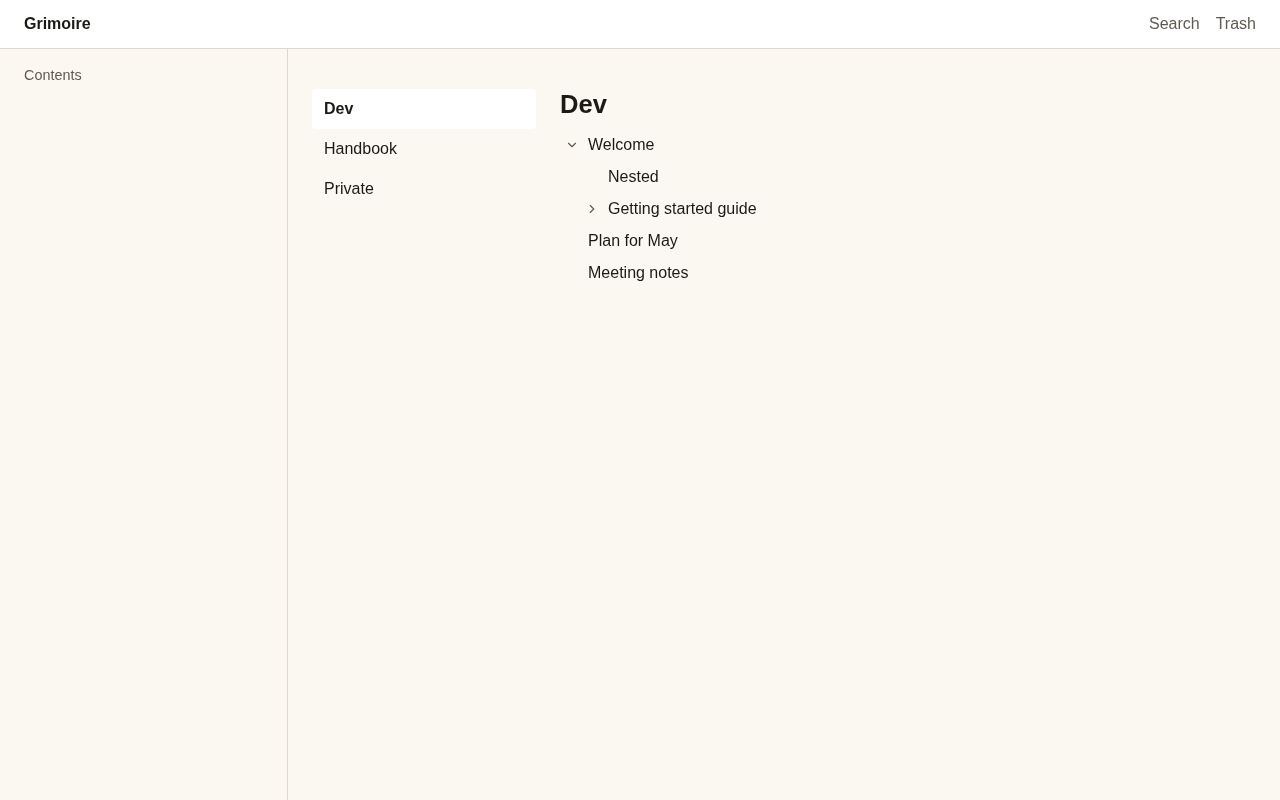 Grimoire
Search Trash
Contents
Dev
Handbook
Private
Dev
Welcome
Nested
Getting started guide
Plan for May
Meeting notes